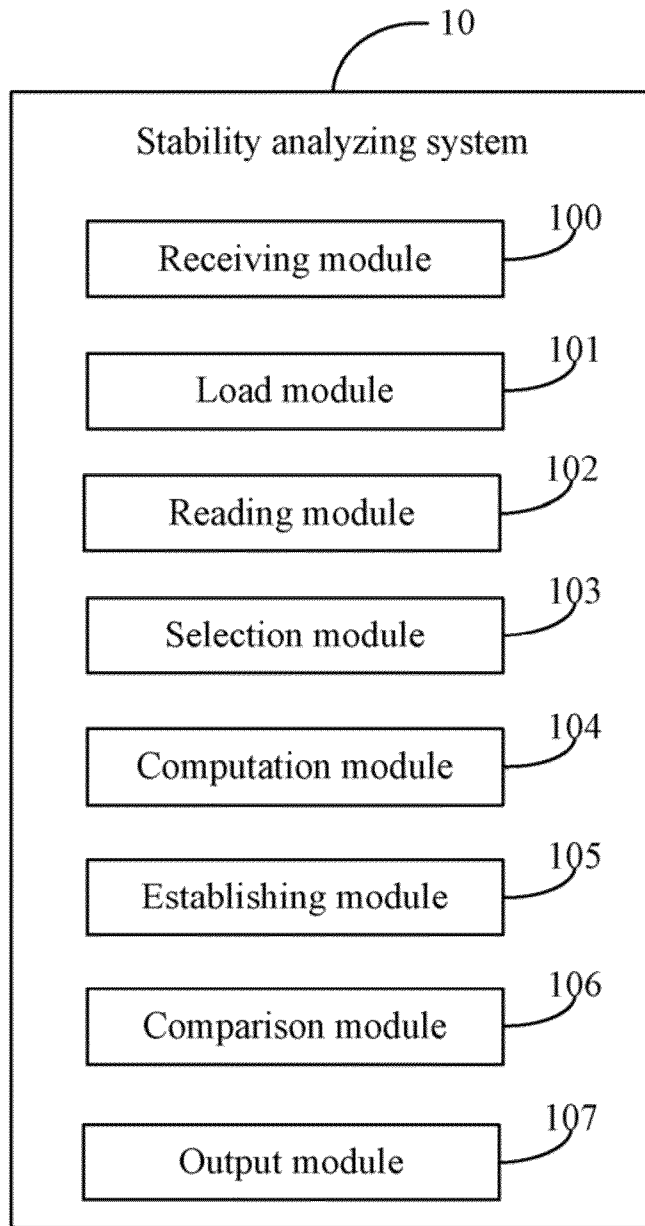 10
Stability analyzing system
100
Receiving module
101
Load module
102
Reading module
103
Selection module
104
Computation module
105
Establishing module
106
Comparison module
107
Output module